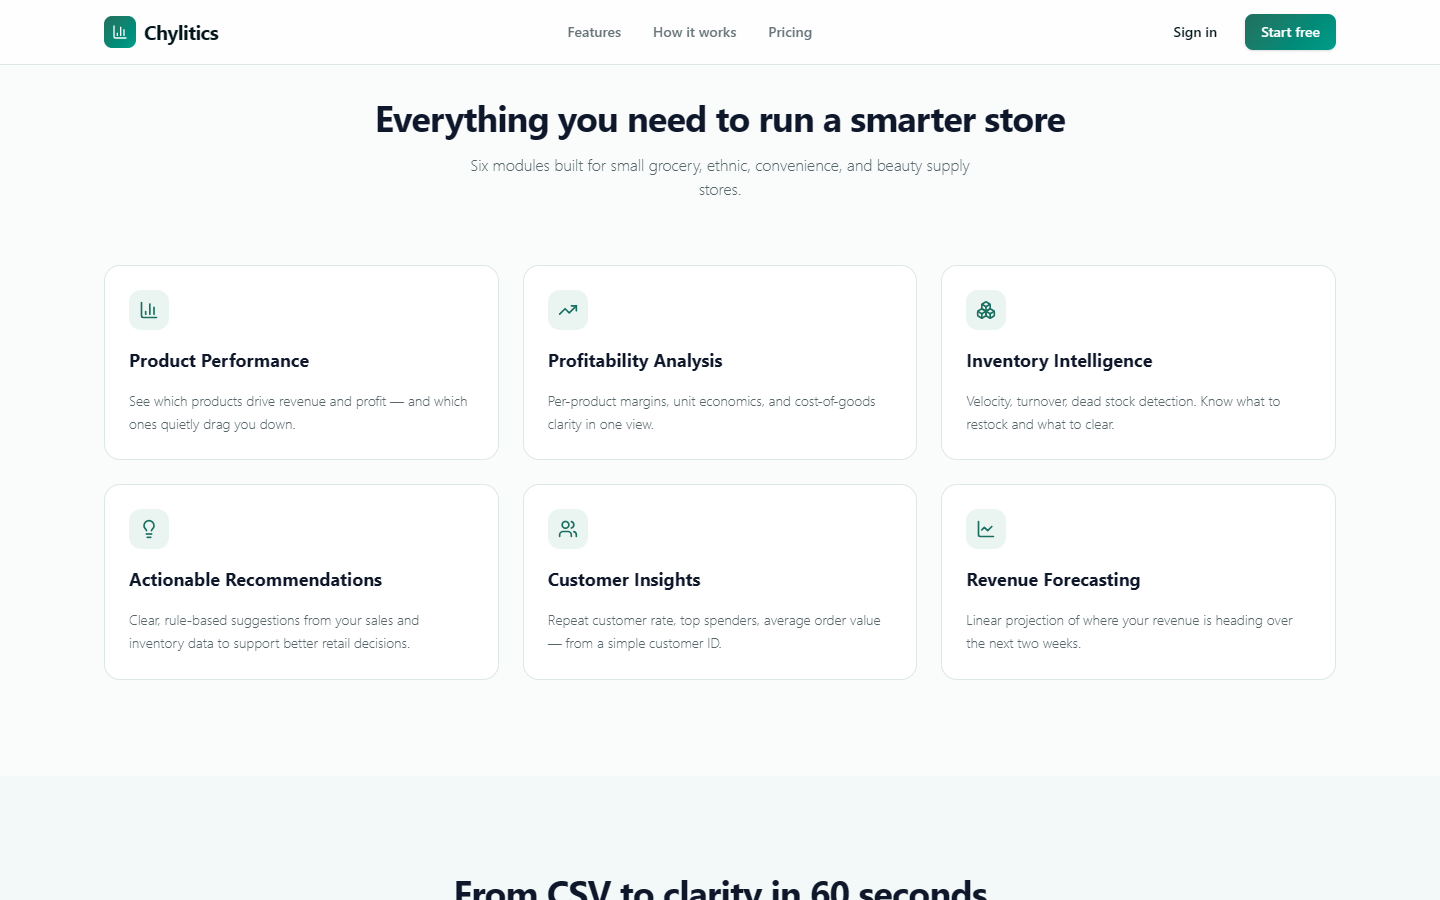 Chylitics
Features
How it works
Pricing
Sign in
Start free
Everything you need to run a smarter store
Six modules built for small grocery, ethnic, convenience, and beauty supply
stores.
Product Performance
See which products drive revenue and profit — and which
ones quietly drag you down.
Profitability Analysis
Per-product margins, unit economics, and cost-of-goods
clarity in one view.
Inventory Intelligence
Velocity, turnover, dead stock detection. Know what to
restock and what to clear.
Actionable Recommendations
Clear, rule-based suggestions from your sales and
inventory data to support better retail decisions.
Customer Insights
Repeat customer rate, top spenders, average order value
— from a simple customer ID.
Revenue Forecasting
Linear projection of where your revenue is heading over
the next two weeks.
From CSV to clarity in 60 seconds